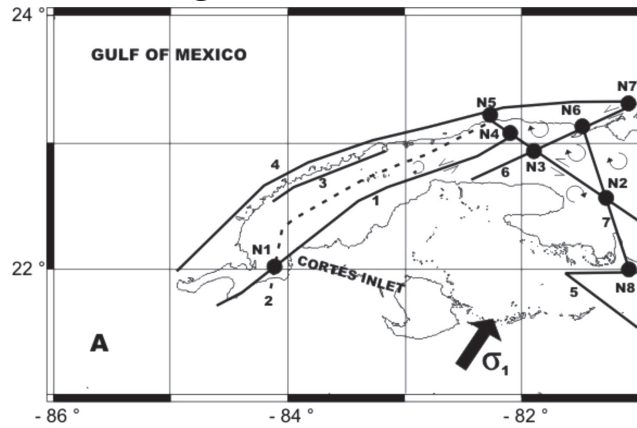 24 °
GULF OF MEXICO
N7
N5
N6
N4
N3
4
3
6
1
N2
7
N1
22 °
CORTÉS INLET
N8
2
5
A
σ1
- 86 °
- 84 °
- 82 °